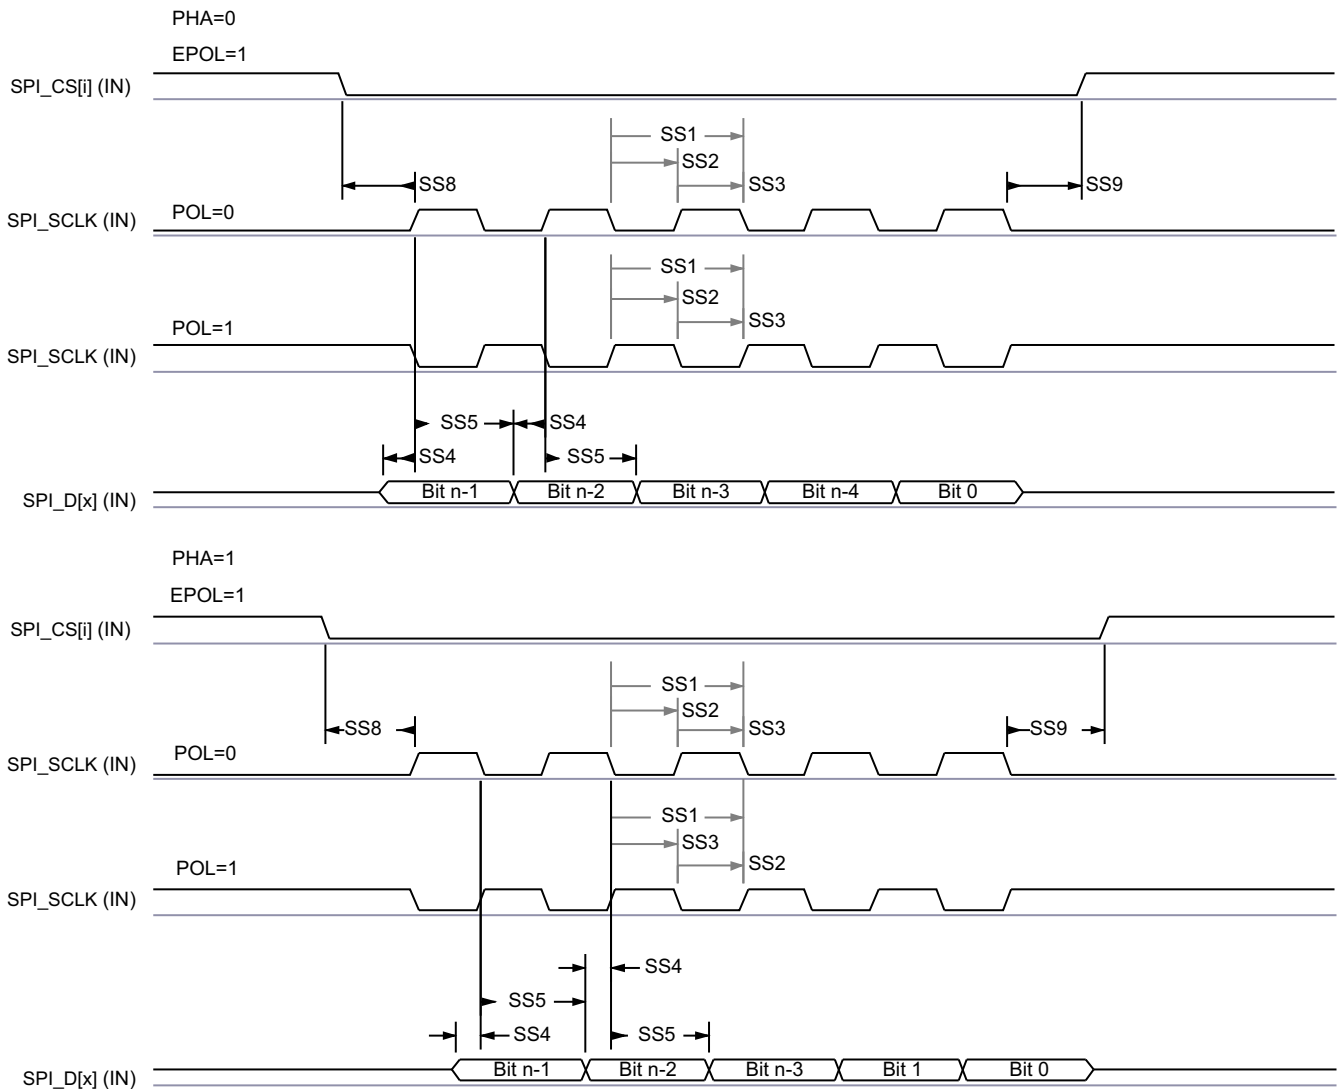 PHA=0
EPOL=1
SPI_CS[i] (IN)
SS1
SS2
SS8
SS3
SS9
POL=0
SPI_SCLK (IN)
SS1
SS2
SS3
POL=1
SPI_SCLK (IN)
SS5
SS4
SS4
SS5
SPI_D[x] (IN)
Bit n-1
Bit n-2
Bit n-3
Bit n-4
Bit 0
PHA=1
EPOL=1
SPI_CS[i] (IN)
SS1
SS2
SS8
SS3
SS9
POL=0
SPI_SCLK (IN)
SS1
SS3
SS2
POL=1
SPI_SCLK (IN)
SS4
SS5
SS4
SS5
SPI_D[x] (IN)
Bit n-1
Bit n-2
Bit n-3
Bit 1
Bit 0